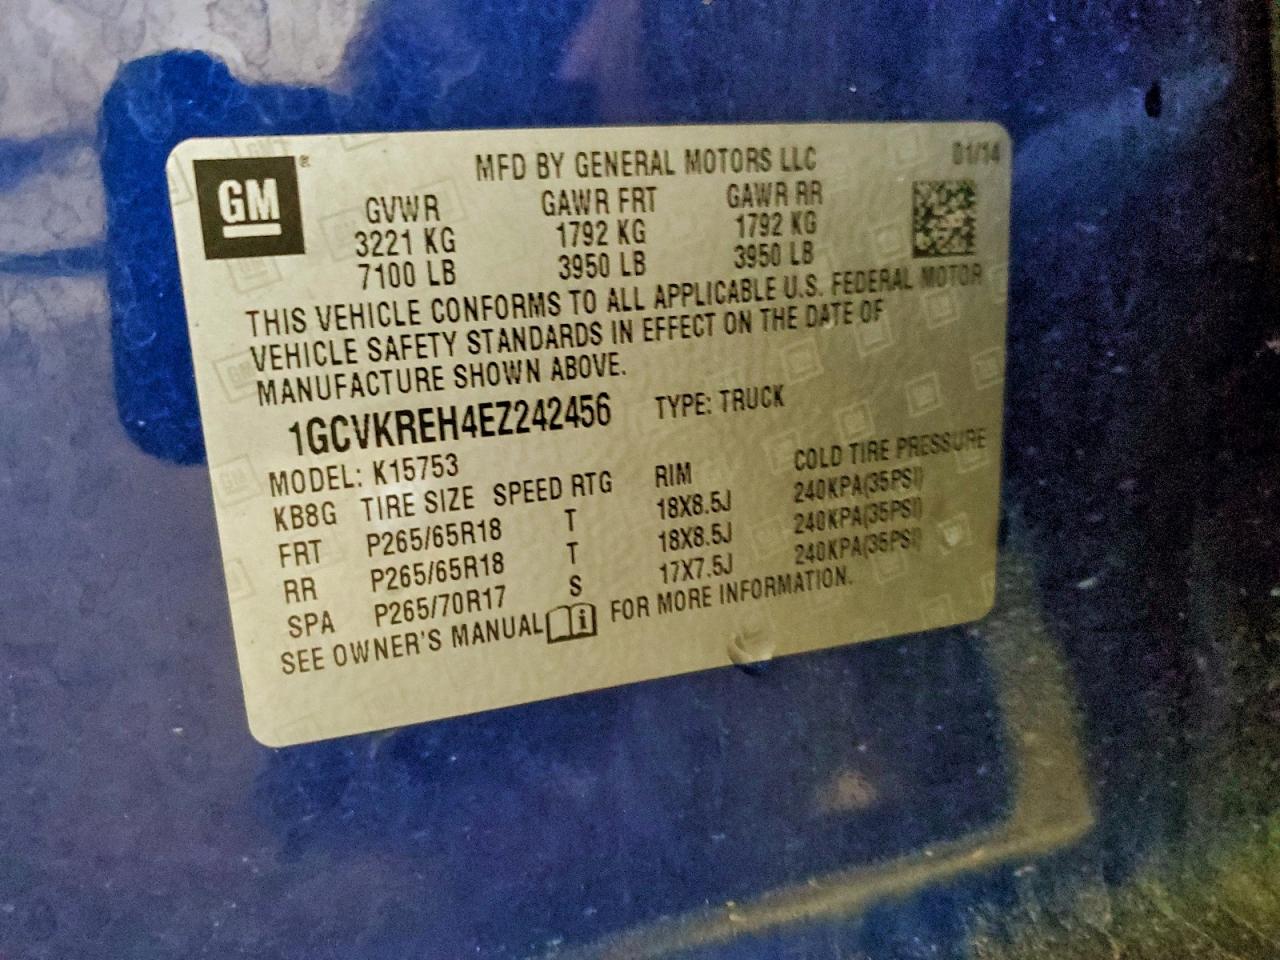 GM®
MFD BY GENERAL MOTORS LLC 01/14
GVWR GAWR FRT GAWR RR
3221 KG 1792 KG 1792 KG
7100 LB 3950 LB 3950 LB
THIS VEHICLE CONFORMS TO ALL APPLICABLE U.S. FEDERAL MOTOR
VEHICLE SAFETY STANDARDS IN EFFECT ON THE DATE OF
MANUFACTURE SHOWN ABOVE.
1GCVKREH4EZ242456 TYPE: TRUCK
MODEL: K15753
KB8G TIRE SIZE SPEED RTG RIM COLD TIRE PRESSURE
FRT P265/65R18 T 18X8.5J 240KPA(35PSI)
RR P265/65R18 T 18X8.5J 240KPA(35PSI)
SPA P265/70R17 S 17X7.5J 240KPA(35PSI)
SEE OWNER'S MANUAL i FOR MORE INFORMATION.